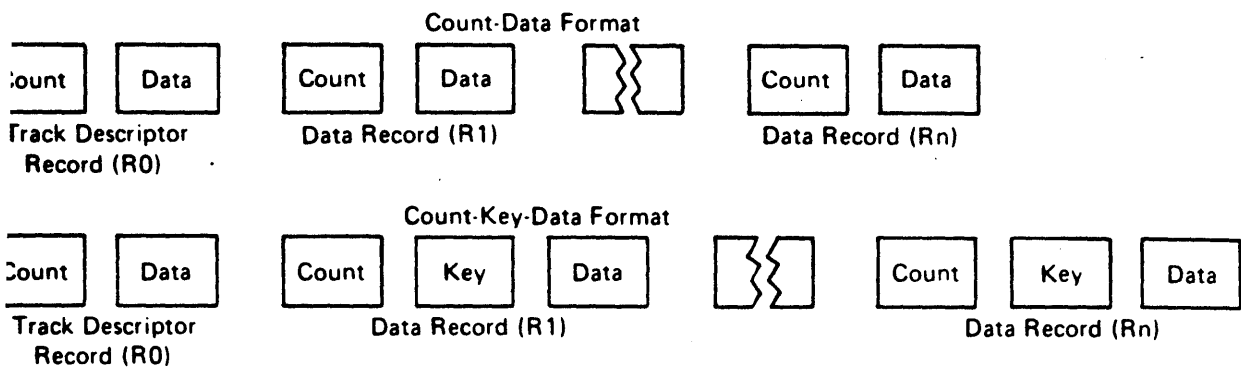 Count-Data Format
Count Data Count Data Count Data
Track Descriptor Record (R0) Data Record (R1) Data Record (Rn)
Count-Key-Data Format
Count Data Count Key Data Count Key Data
Track Descriptor Record (R0) Data Record (R1) Data Record (Rn)